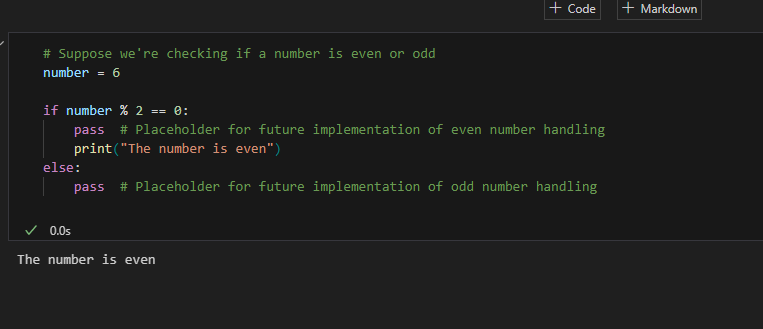 + Code + Markdown
# Suppose we're checking if a number is even or odd
number = 6
if number % 2 == 0:
    pass  # Placeholder for future implementation of even number handling
    print("The number is even")
else:
    pass  # Placeholder for future implementation of odd number handling
✓ 0.0s
The number is even